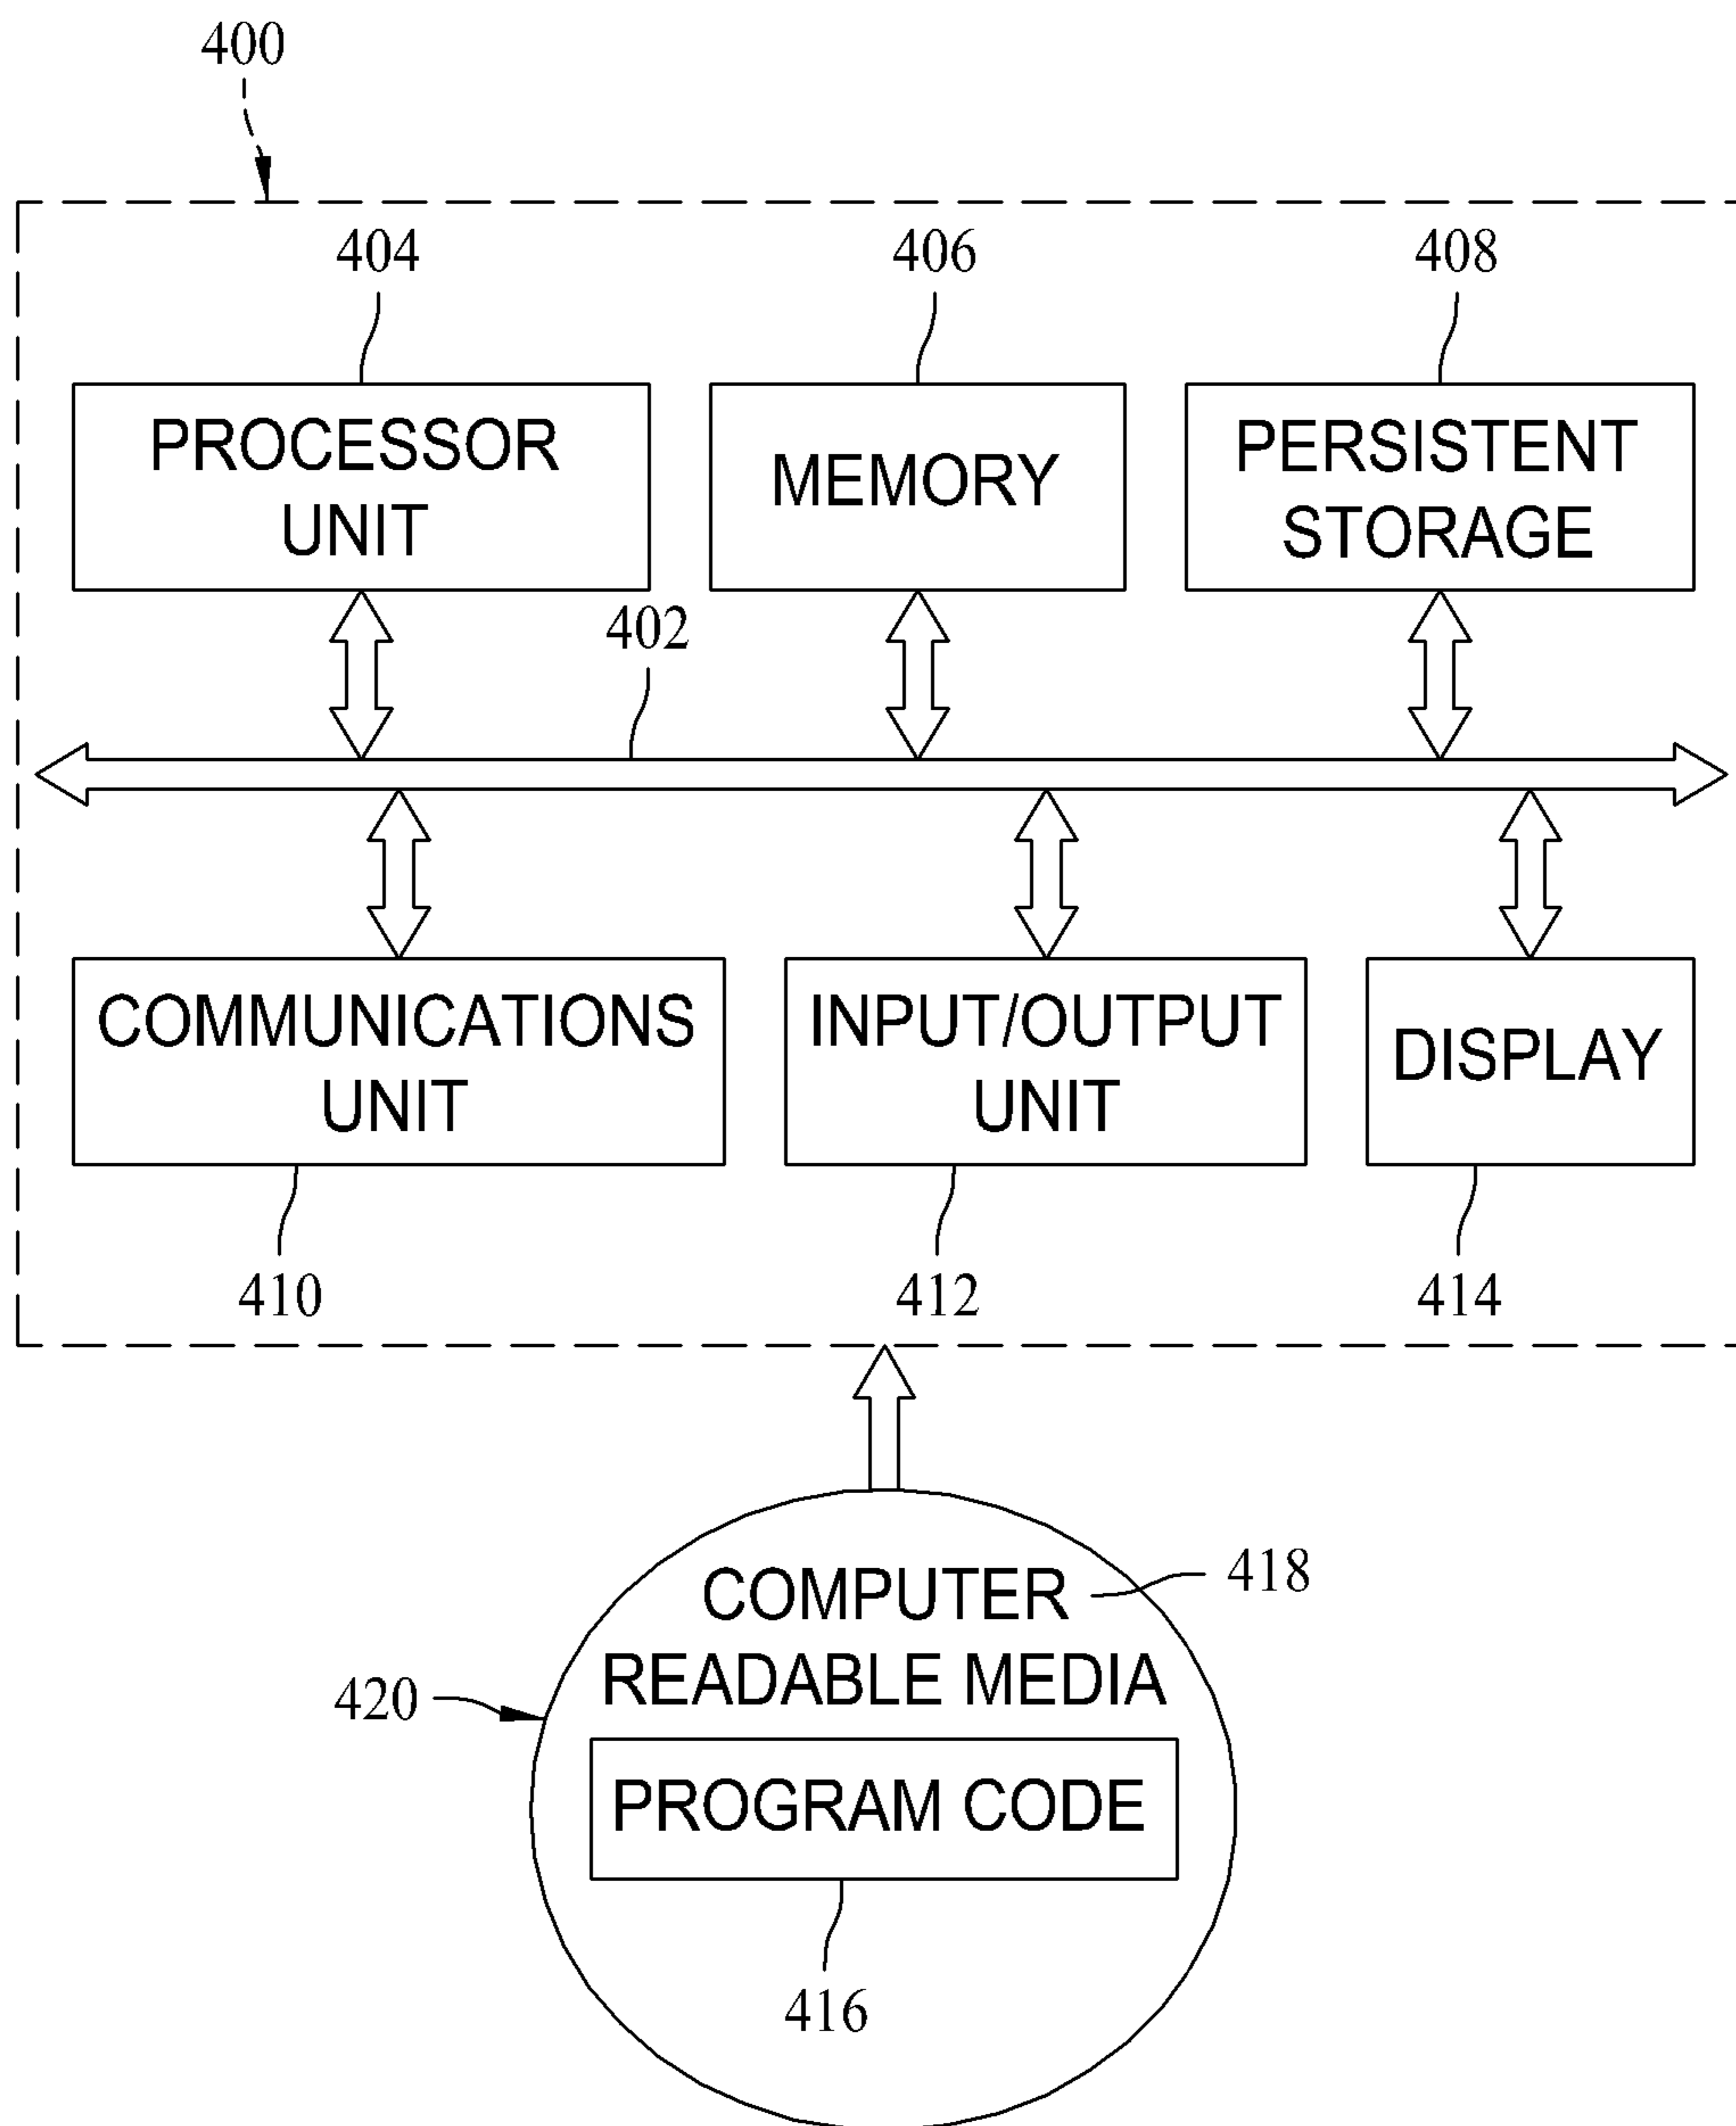 400
404
406
408
PROCESSOR
UNIT
MEMORY
PERSISTENT
STORAGE
402
COMMUNICATIONS
UNIT
INPUT/OUTPUT
UNIT
DISPLAY
410
412
414
COMPUTER
READABLE MEDIA
418
420
PROGRAM CODE
416